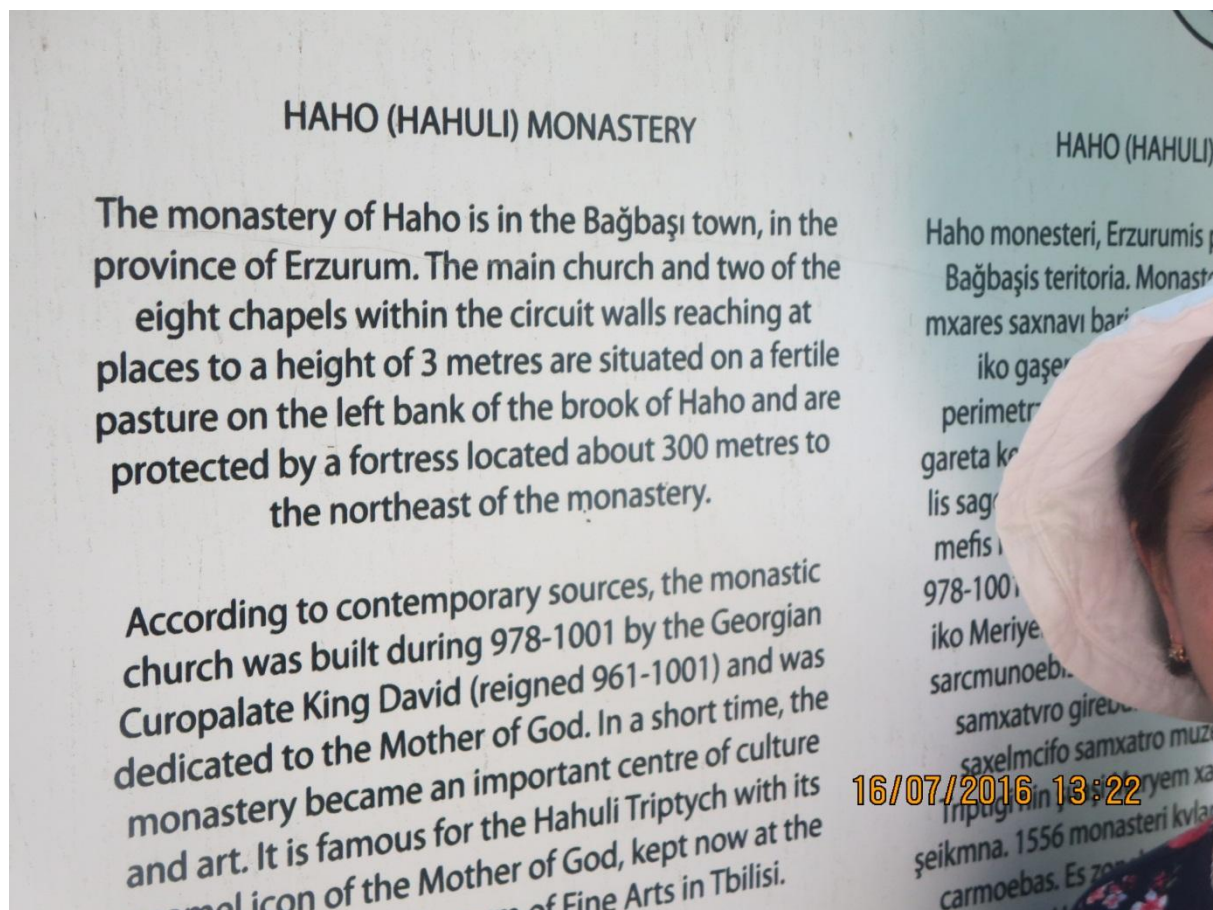 HAHO (HAHULI) MONASTERY
The monastery of Haho is in the Bağbaşı town, in the
province of Erzurum. The main church and two of the
eight chapels within the circuit walls reaching at
places to a height of 3 metres are situated on a fertile
pasture on the left bank of the brook of Haho and are
protected by a fortress located about 300 metres to
the northeast of the monastery.
According to contemporary sources, the monastic
church was built during 978-1001 by the Georgian
Curopalate King David (reigned 961-1001) and was
dedicated to the Mother of God. In a short time, the
monastery became an important centre of culture
and art. It is famous for the Hahuli Triptych with its
icon of the Mother of God, kept now at the
of Fine Arts in Tbilisi.
HAHO (HAHULI)
Haho monesteri, Erzurumis
Bağbaşis teritoria.
mxares saxnavı
iko
gareta
lis
mefis
978-1001
iko
samxatvro
saxelmcifo samxatro
şeikmna. 1556 monasteri
carmoebas. Es
16/07/2016 13:22